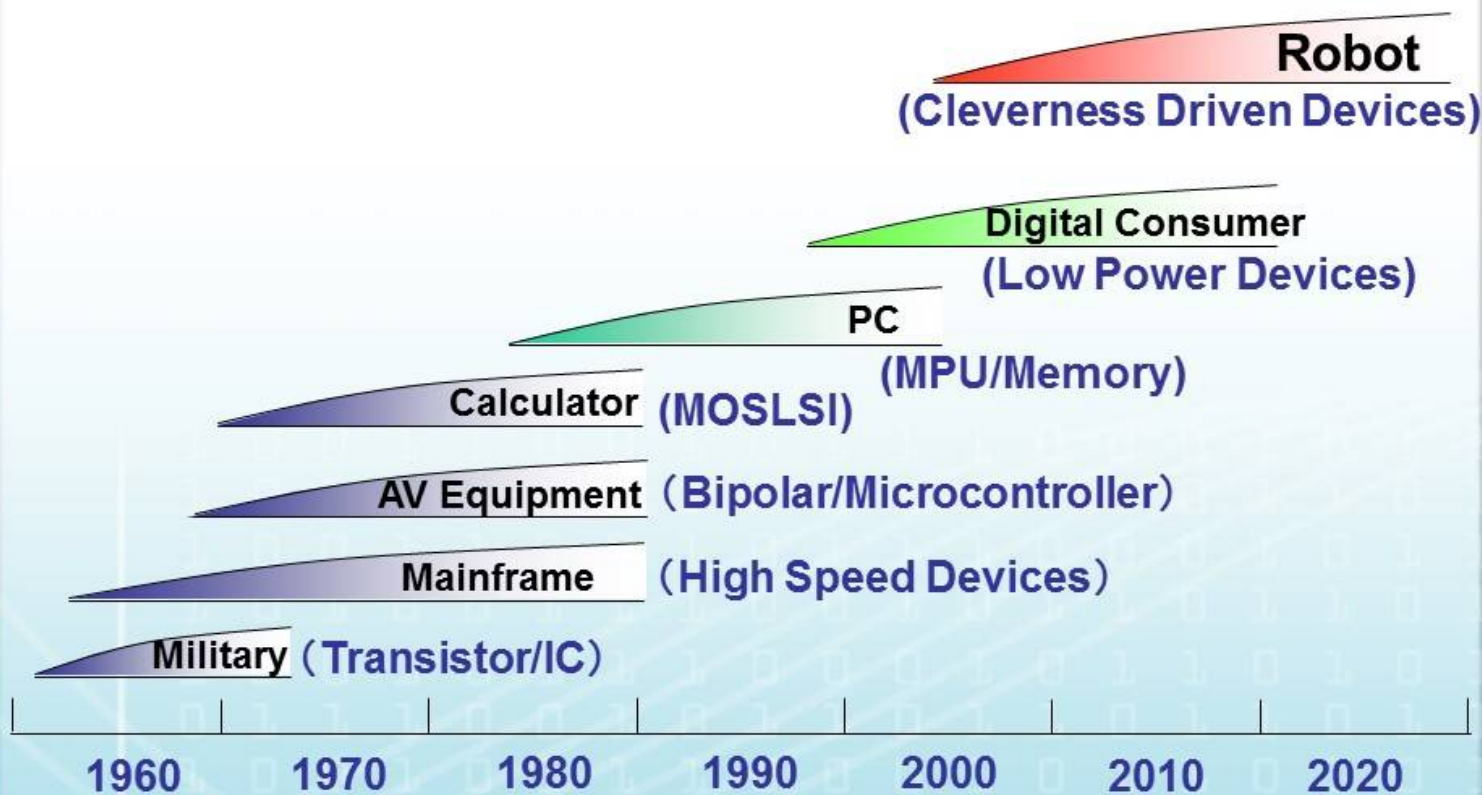 Robot
(Cleverness Driven Devices)
Digital Consumer
(Low Power Devices)
PC
(MPU/Memory)
Calculator (MOSLSI)
AV Equipment（Bipolar/Microcontroller）
Mainframe（High Speed Devices）
Military（Transistor/IC）
1960 1970 1980 1990 2000 2010 2020